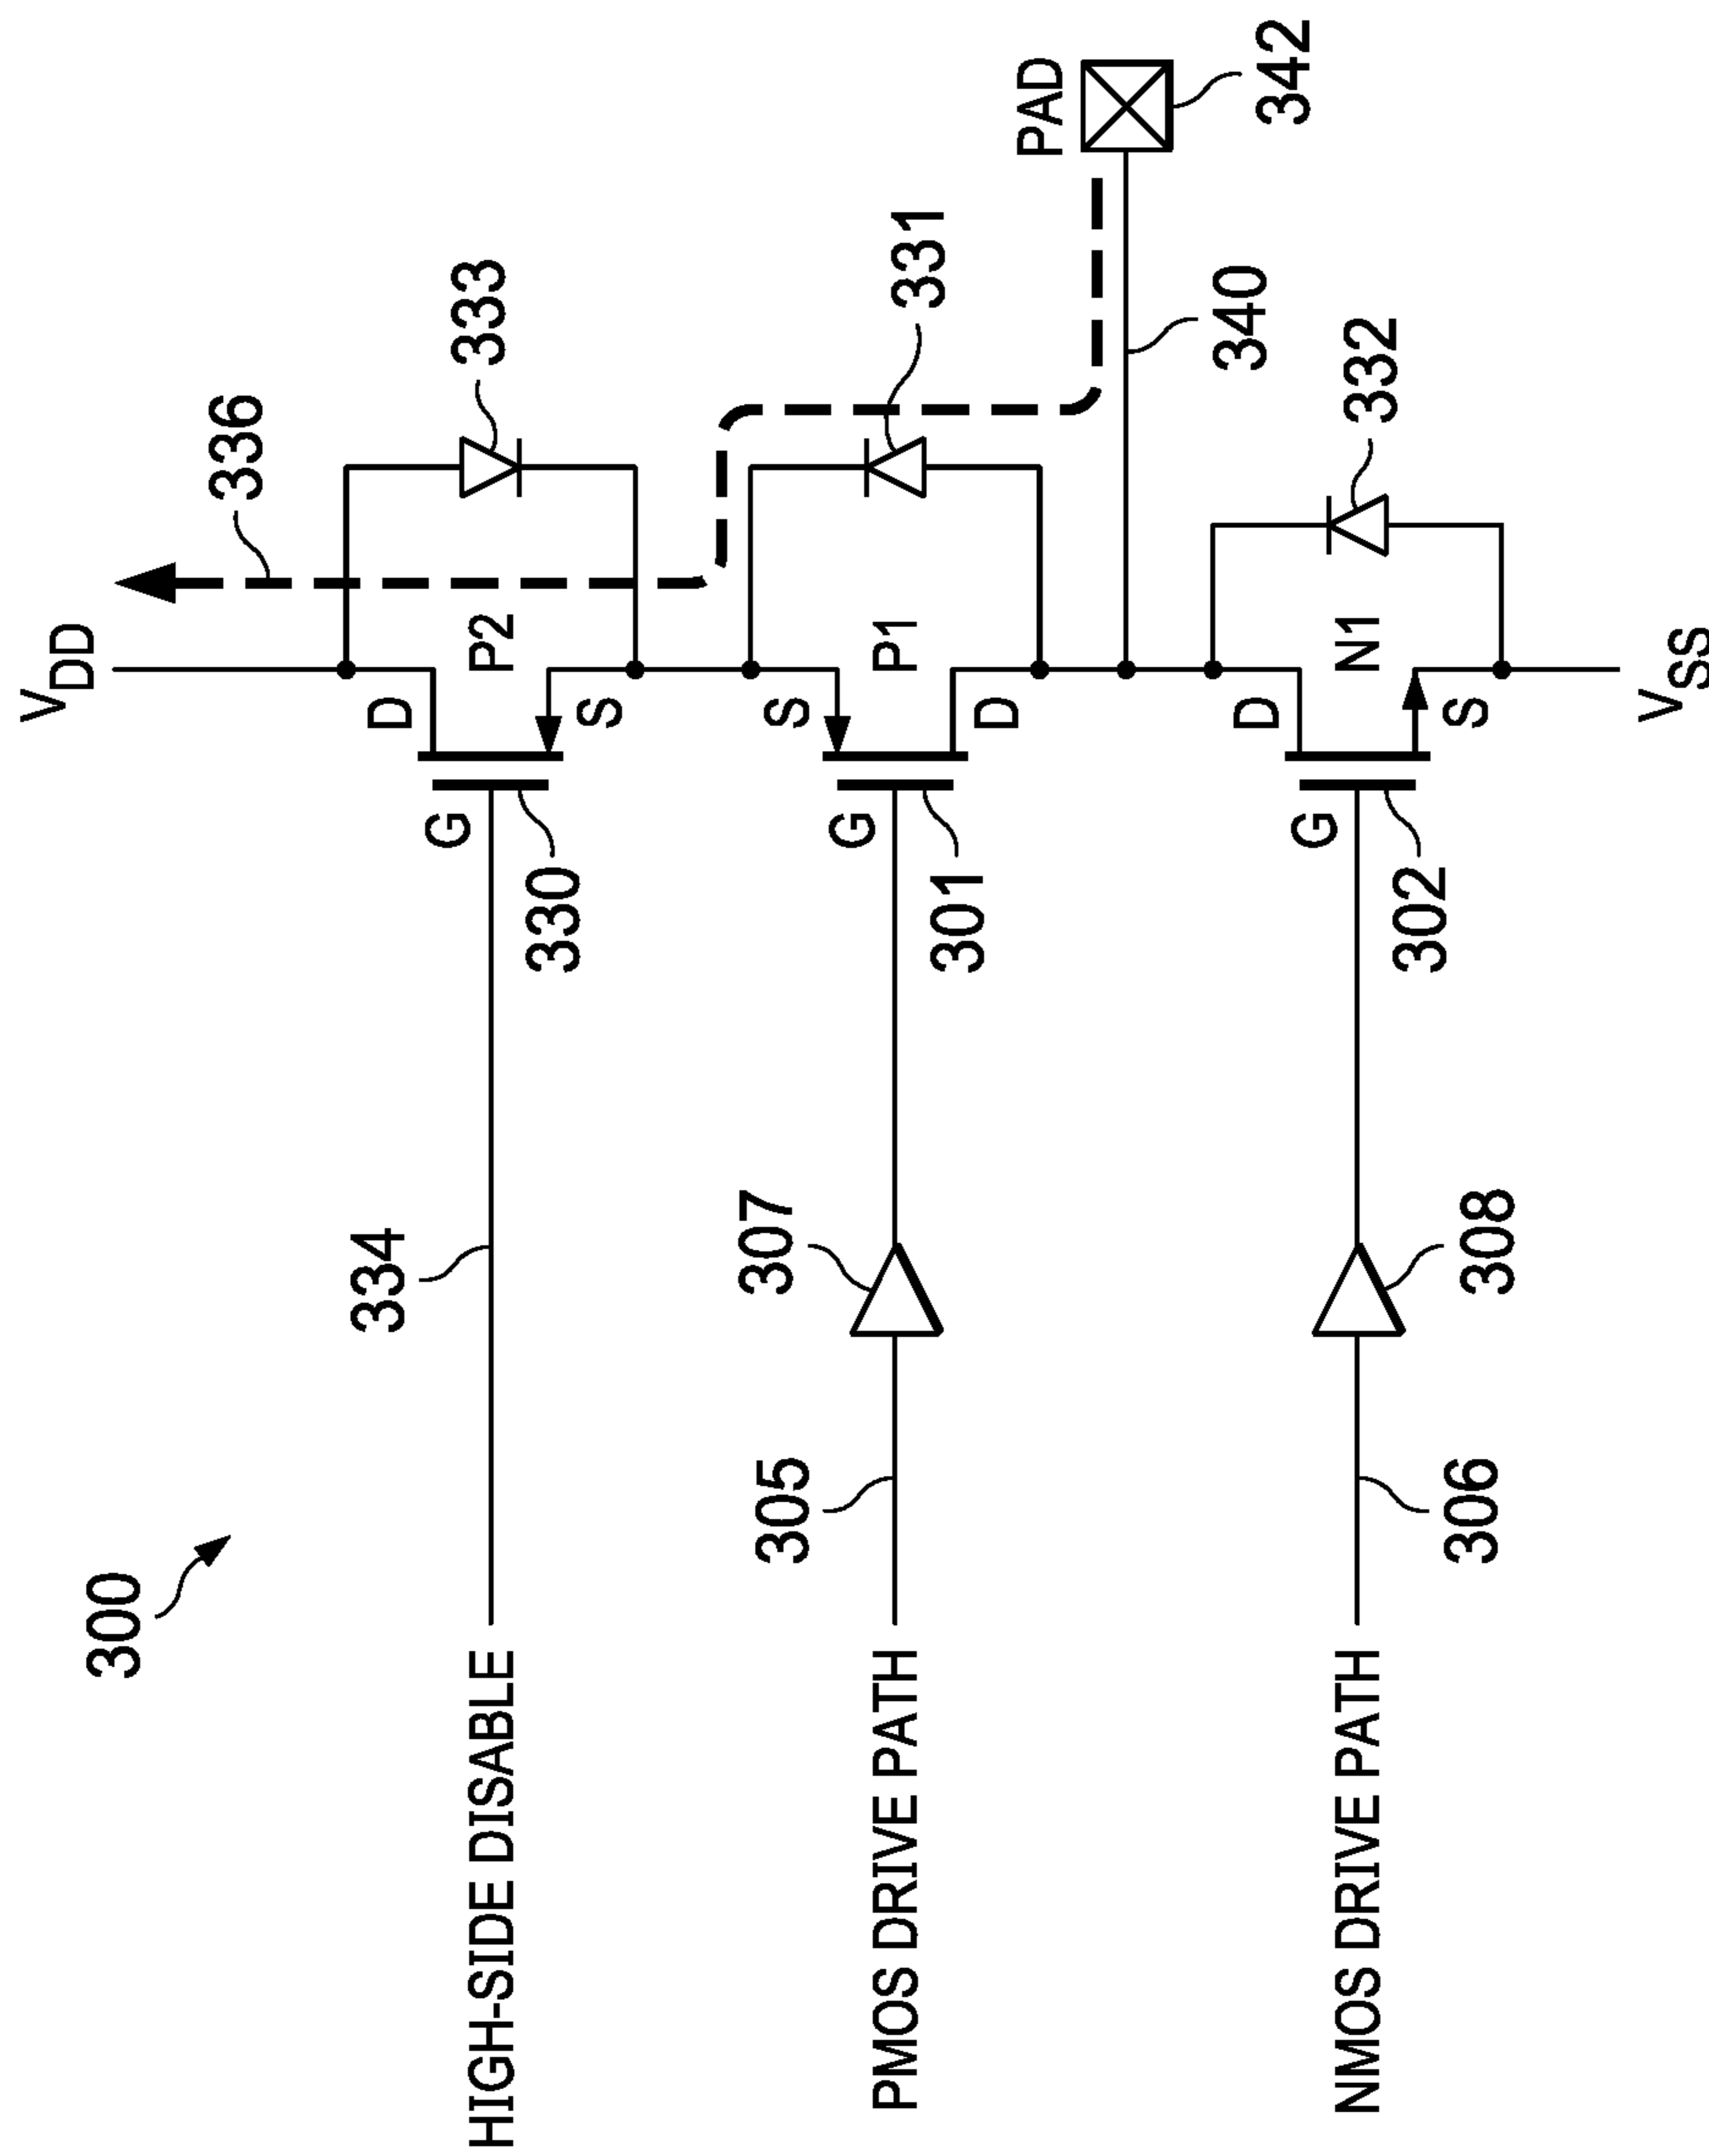 VDD
300
336
334
D
G
333
HIGH-SIDE DISABLE
P2
330
S
307
305
S
G
PMOS DRIVE PATH
P1
331
301
D
PAD
340
D
342
G
NMOS DRIVE PATH
N1
332
302
S
306
308
VSS